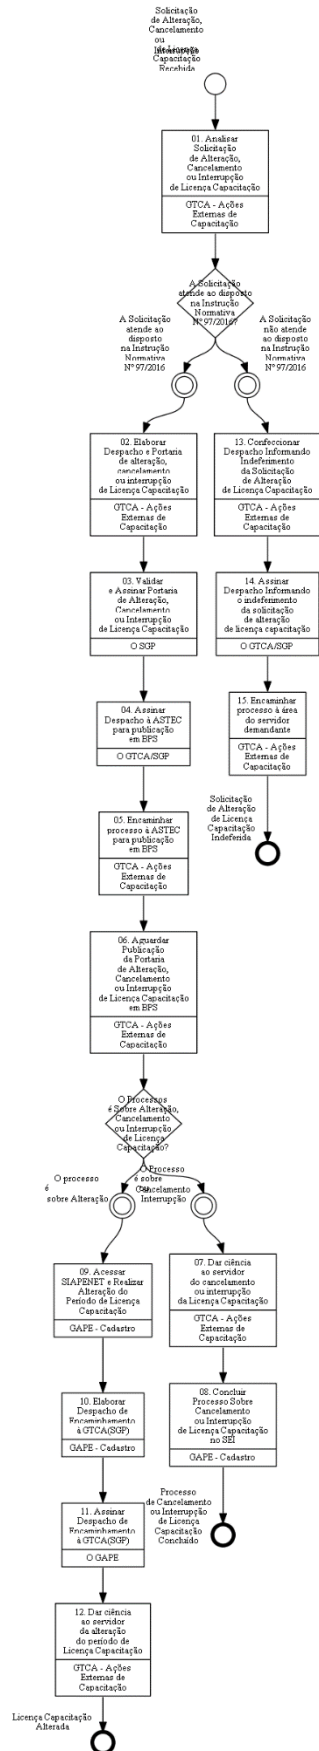 Solicitação
de Alteração,
Cancelamento
ou
Interrupção
de Licença
Capacitação
Recebida
01. Analisar
Solicitação
de Alteração,
Cancelamento
ou Interrupção
de Licença Capacitação
GTCA - Ações
Externas de
Capacitação
A Solicitação
atende ao disposto
na Instrução
Normativa
N° 97/2016?
A Solicitação
atende ao
disposto
na Instrução
Normativa
N° 97/2016
A Solicitação
não atende
ao disposto
na Instrução
Normativa
N° 97/2016
02. Elaborar
Despacho e Portaria
de alteração,
cancelamento
ou interrupção
de Licença Capacitação
GTCA - Ações
Externas de
Capacitação
13. Confeccionar
Despacho Informando
Indeferimento
da Solicitação
de Alteração
de Licença Capacitação
GTCA - Ações
Externas de
Capacitação
03. Validar
e Assinar Portaria
de Alteração,
Cancelamento
ou Interrupção
de Licença Capacitação
O SGP
14. Assinar
Despacho Informando
o indeferimento
da solicitação
de alteração
de licença capacitação
O GTCA/SGP
04. Assinar
Despacho à ASTEC
para publicação
em BPS
O GTCA/SGP
15. Encaminhar
processo à área
do servidor
demandante
GTCA - Ações
Externas de
Capacitação
05. Encaminhar
processo à ASTEC
para publicação
em BPS
GTCA - Ações
Externas de
Capacitação
Solicitação
de Alteração
de Licença
Capacitação
Indeferida
06. Aguardar
Publicação
da Portaria
de Alteração,
Cancelamento
ou Interrupção
de Licença Capacitação
em BPS
GTCA - Ações
Externas de
Capacitação
O Processos
é Sobre Alteração,
Cancelamento
ou Interrupção
de Licença
Capacitação?
O processo
é
sobre Alteração
O Processo
é sobre
Cancelamento
ou
Interrupção
09. Acessar
SIAPENET e Realizar
Alteração do
Período de Licença
Capacitação
GAPE - Cadastro
07. Dar ciência
ao servidor
do cancelamento
ou interrupção
da Licença Capacitação
GTCA - Ações
Externas de
Capacitação
10. Elaborar
Despacho de
Encaminhamento
à GTCA(SGP)
GAPE - Cadastro
08. Concluir
Processo Sobre
Cancelamento
ou Interrupção
de Licença Capacitação
no SEI
GAPE - Cadastro
11. Assinar
Despacho de
Encaminhamento
à GTCA(SGP)
O GAPE
Processo
de Cancelamento
ou Interrupção
de Licença
Capacitação
Concluído
12. Dar ciência
ao servidor
da alteração
do período de
Licença Capacitação
GTCA - Ações
Externas de
Capacitação
Licença Capacitação
Alterada